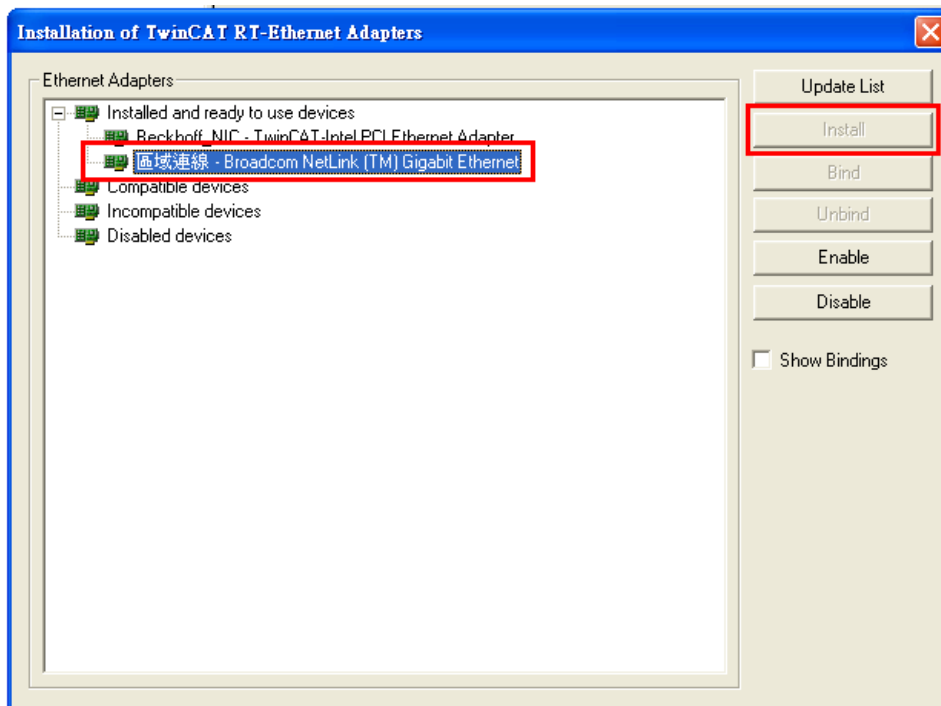 Installation of TwinCAT RT-Ethernet Adapters
Ethernet Adapters
Installed and ready to use devices
Beckhoff_NIC - TwinCAT-Intel PCI Ethernet Adapter
區域連線 - Broadcom NetLink (TM) Gigabit Ethernet
Compatible devices
Incompatible devices
Disabled devices
Update List
Install
Bind
Unbind
Enable
Disable
Show Bindings